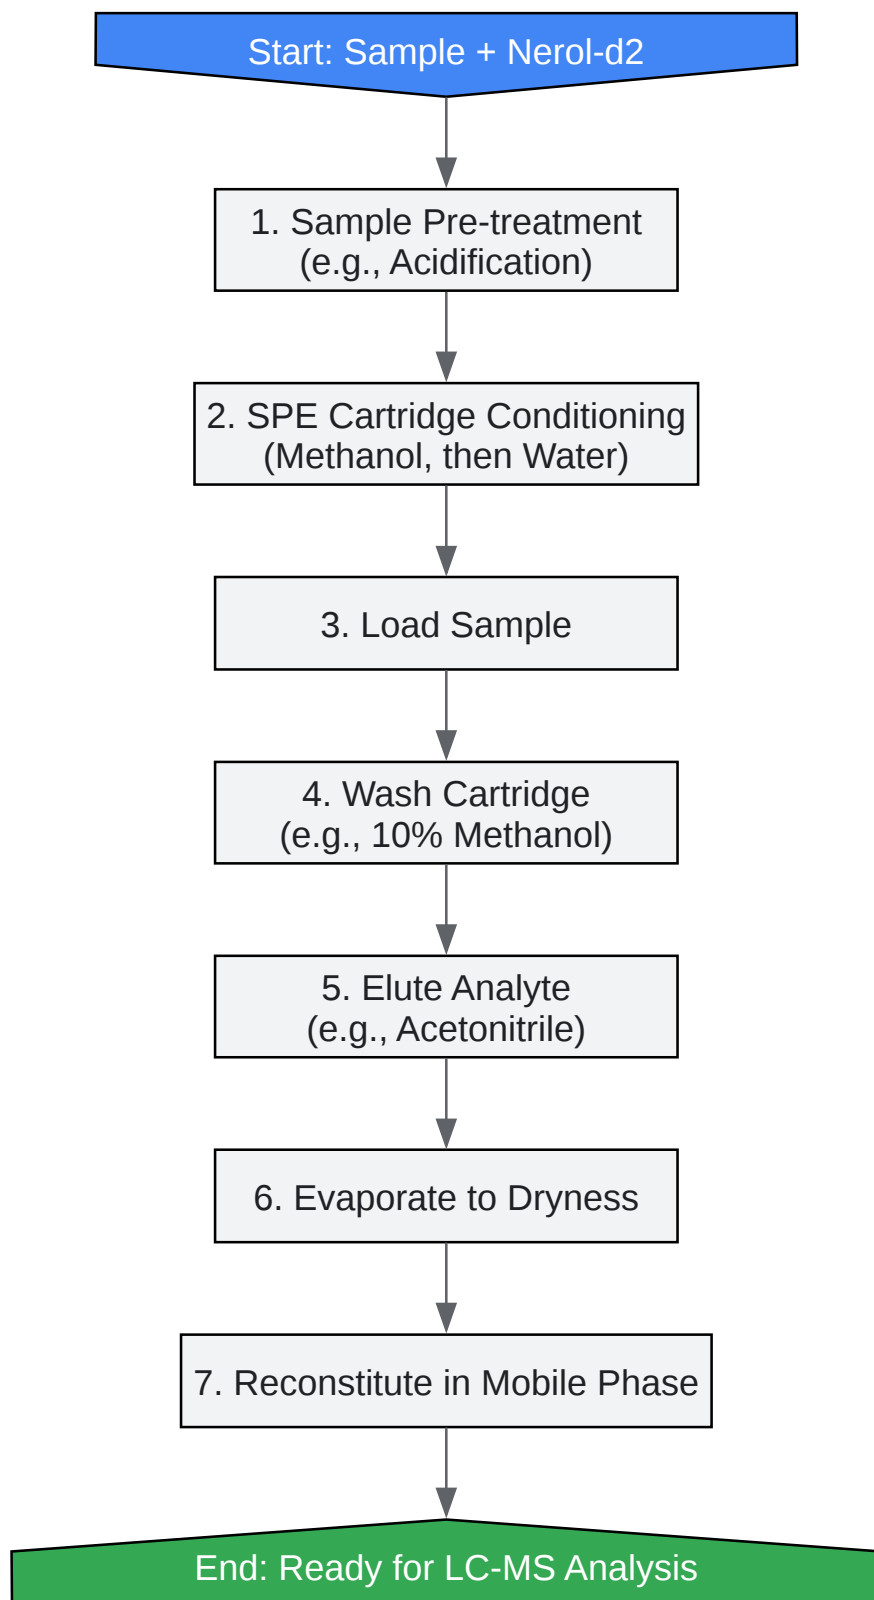 Start: Sample + Nerol-d2
1. Sample Pre-treatment
(e.g., Acidification)
2. SPE Cartridge Conditioning
(Methanol, then Water)
3. Load Sample
4. Wash Cartridge
(e.g., 10% Methanol)
5. Elute Analyte
(e.g., Acetonitrile)
6. Evaporate to Dryness
7. Reconstitute in Mobile Phase
End: Ready for LC-MS Analysis